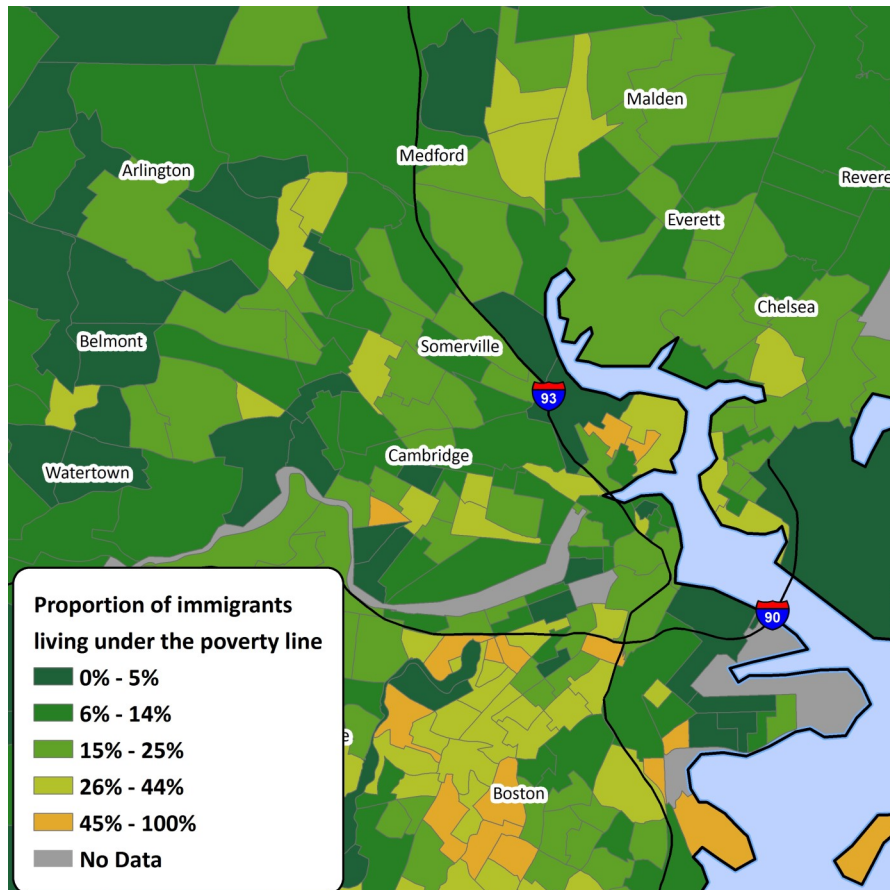 Malden
Medford
Arlington
Revere
Everett
Chelsea
Belmont
Somerville
93
Cambridge
Watertown
90
Boston
Proportion of immigrants
living under the poverty line
0% - 5%
6% - 14%
15% - 25%
26% - 44%
45% - 100%
No Data